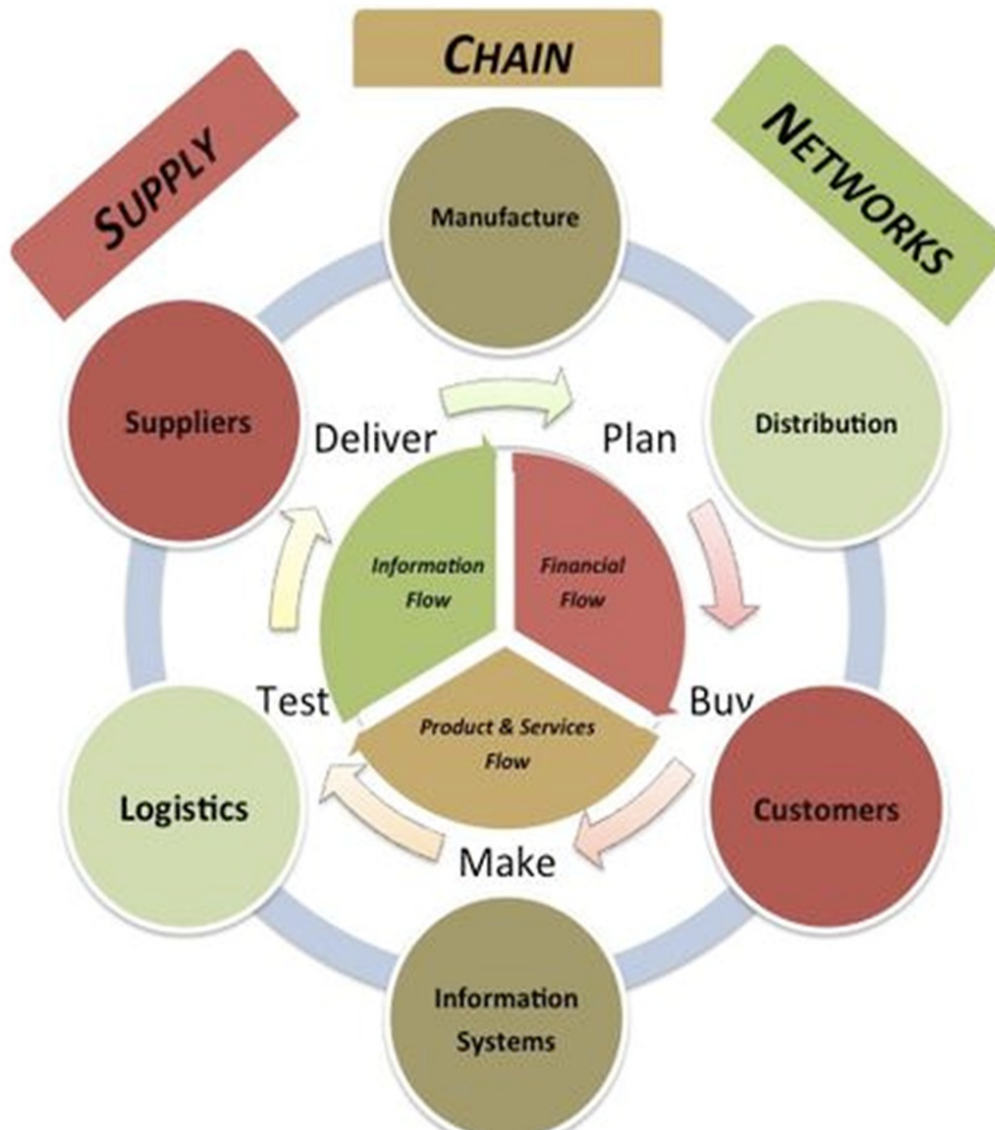 SUPPLY
CHAIN
NETWORKS
Manufacture
Suppliers
Distribution
Deliver
Plan
Information
Flow
Financial
Flow
Test
Buy
Product & Services
Flow
Logistics
Customers
Make
Information
Systems